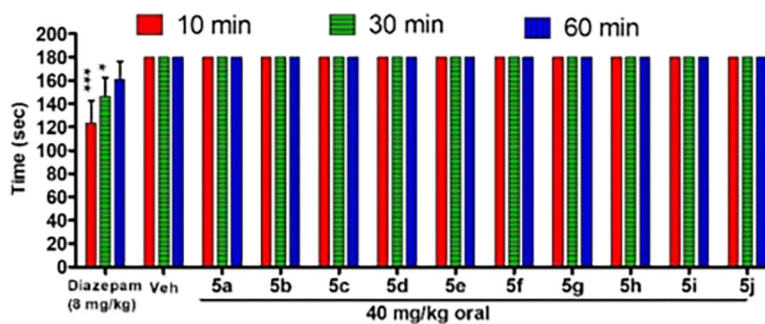 10 min 30 min 60 min
200
180
160
140
120
100
80
60
40
20
0
Time (sec)
***
*
Diazepam Veh 5a 5b 5c 5d 5e 5f 5g 5h 5i 5j
(8 mg/kg)
40 mg/kg oral